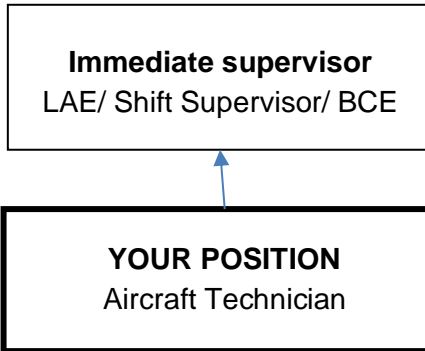 Immediate supervisor
LAE/ Shift Supervisor/ BCE
YOUR POSITION
Aircraft Technician